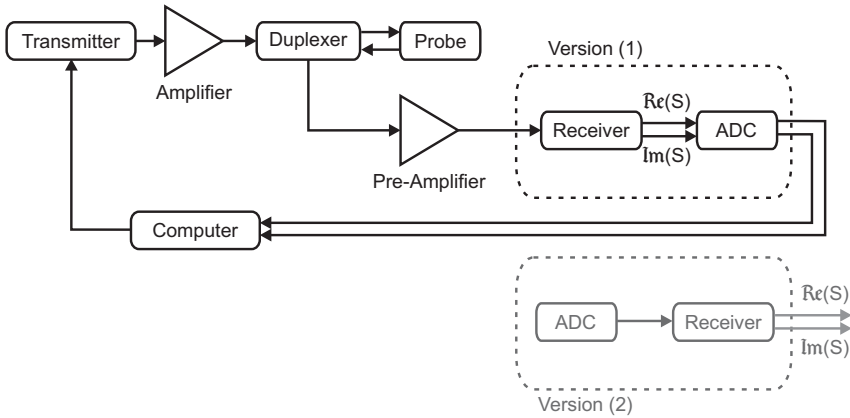 Version (1)
Transmitter
Duplexer
Probe
Amplifier
ℜ𝔢(S)
Receiver
ADC
ℑ𝔪(S)
Pre-Amplifier
Computer
ADC
Receiver
ℜ𝔢(S)
ℑ𝔪(S)
Version (2)